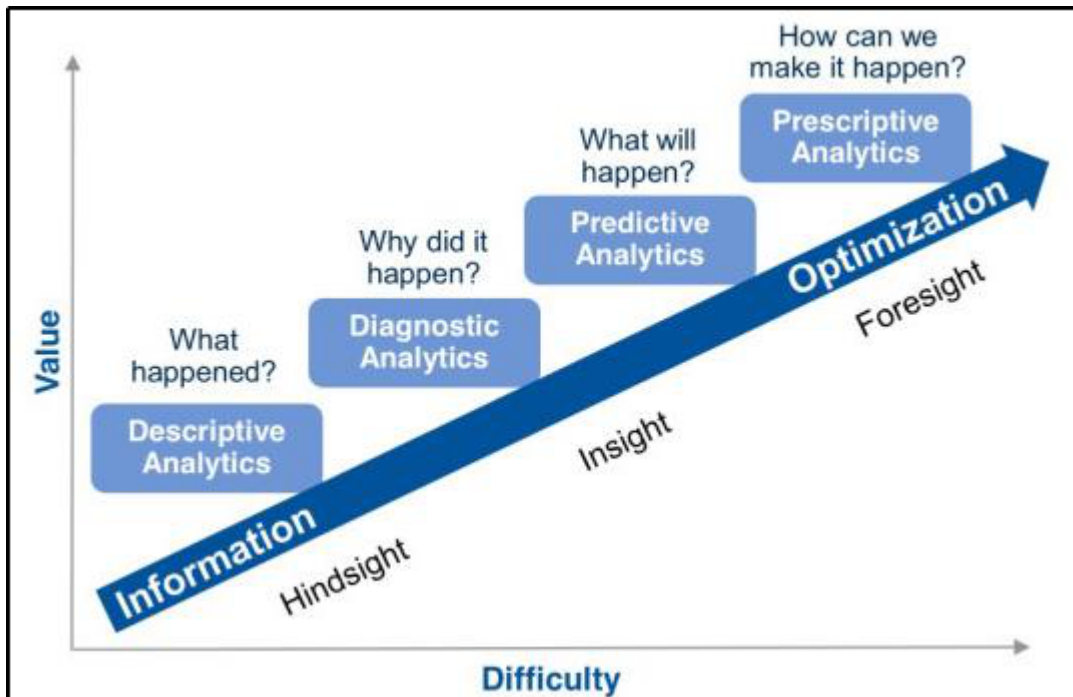 How can we
make it happen?
Prescriptive
Analytics
What will
happen?
Predictive
Analytics
Why did it
happen?
Diagnostic
Analytics
What
happened?
Descriptive
Analytics
Information
Optimization
Hindsight
Insight
Foresight
Value
Difficulty